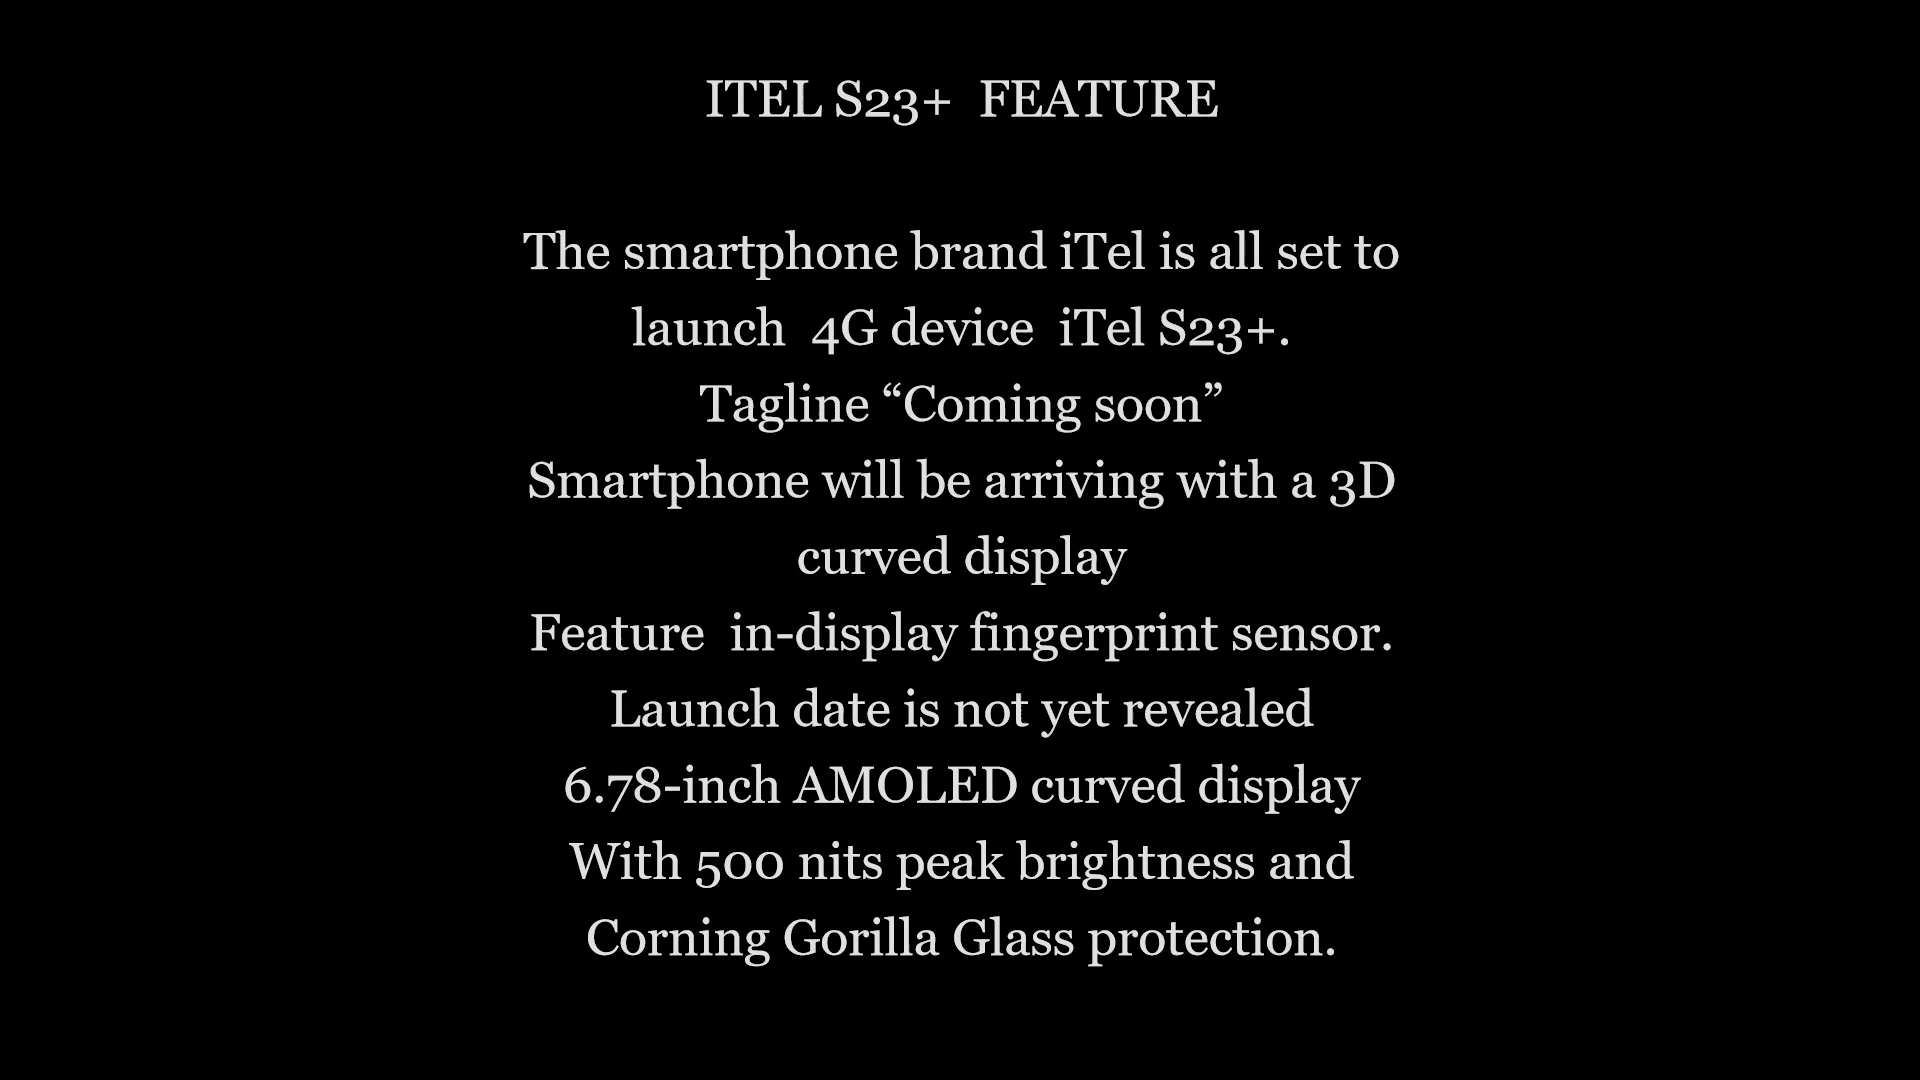 ITEL S23+  FEATURE
The smartphone brand iTel is all set to
launch  4G device  iTel S23+.
Tagline “Coming soon”
Smartphone will be arriving with a 3D
curved display
Feature  in-display fingerprint sensor.
Launch date is not yet revealed
6.78-inch AMOLED curved display
With 500 nits peak brightness and
Corning Gorilla Glass protection.